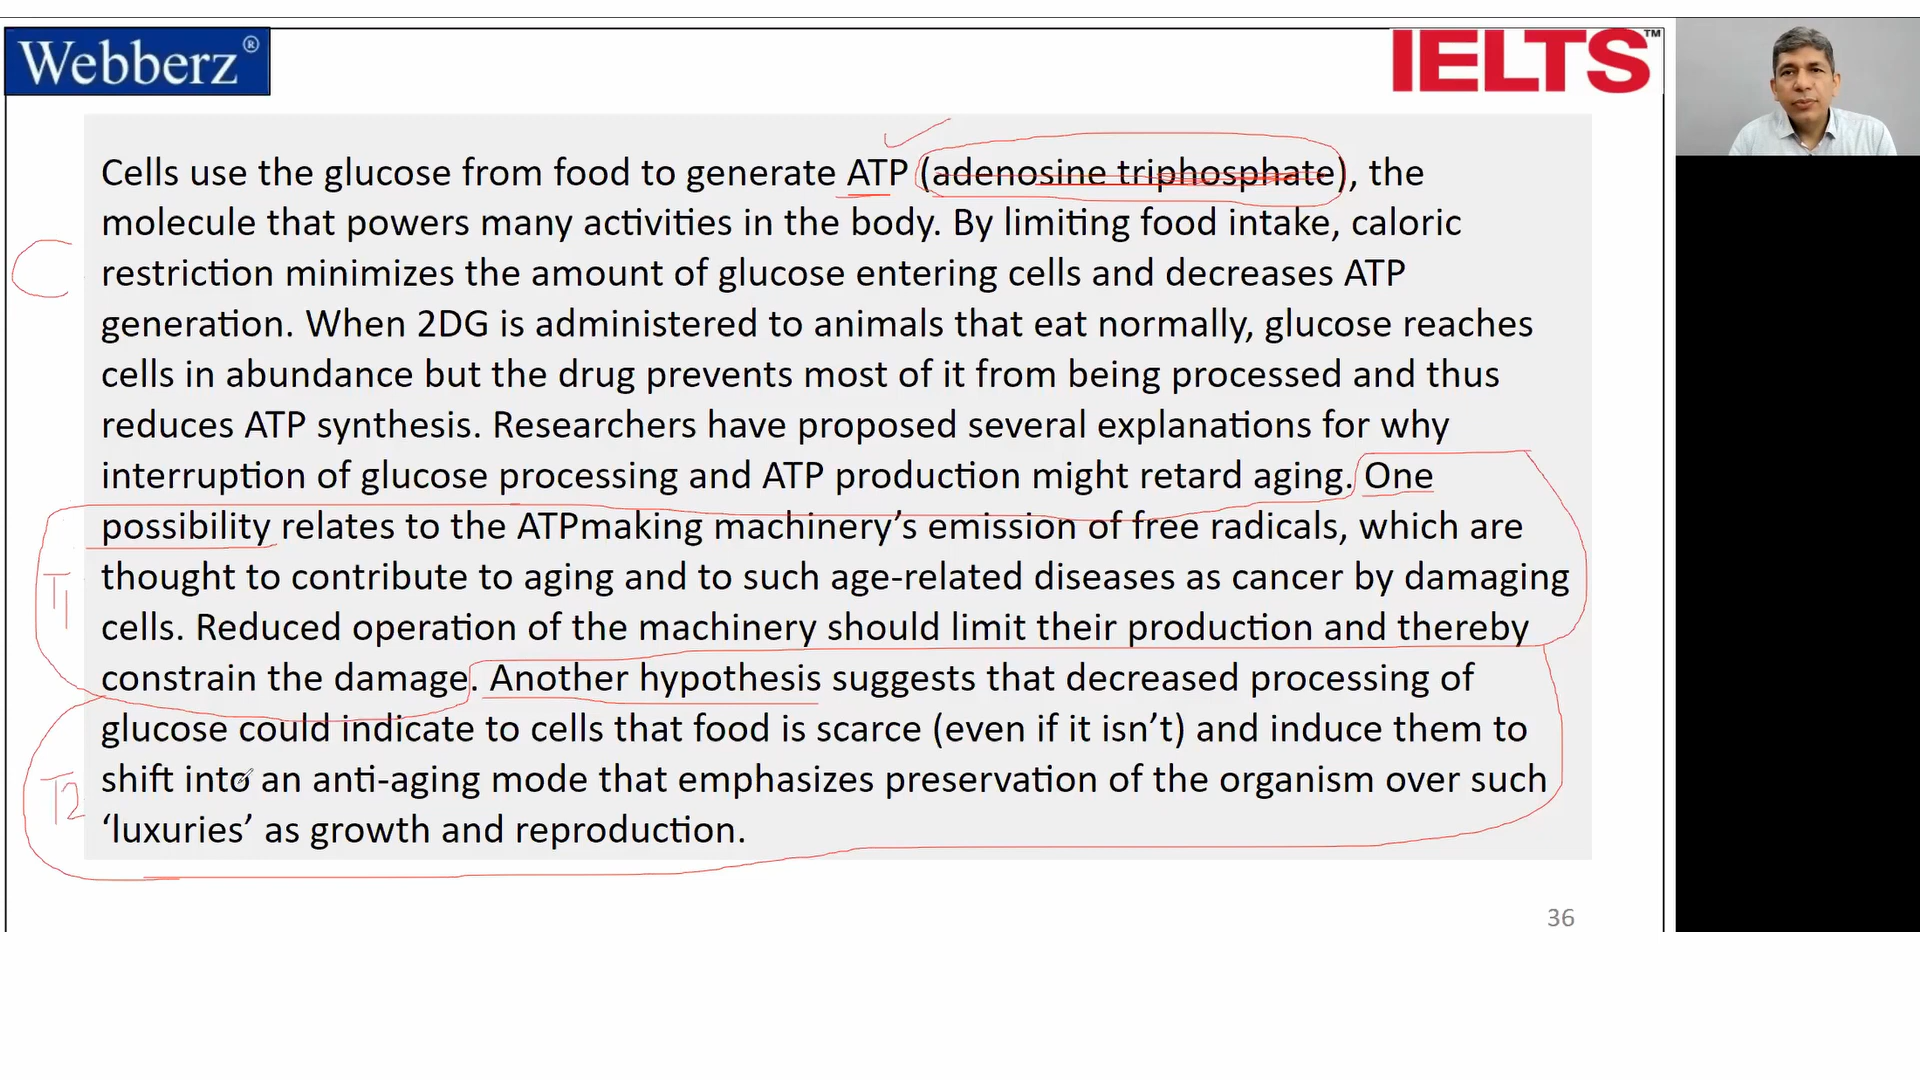 Webberz®
IELTS™
Cells use the glucose from food to generate ATP (adenosine triphosphate), the
molecule that powers many activities in the body. By limiting food intake, caloric
restriction minimizes the amount of glucose entering cells and decreases ATP
generation. When 2DG is administered to animals that eat normally, glucose reaches
cells in abundance but the drug prevents most of it from being processed and thus
reduces ATP synthesis. Researchers have proposed several explanations for why
interruption of glucose processing and ATP production might retard aging. One
possibility relates to the ATPmaking machinery’s emission of free radicals, which are
thought to contribute to aging and to such age-related diseases as cancer by damaging
cells. Reduced operation of the machinery should limit their production and thereby
constrain the damage. Another hypothesis suggests that decreased processing of
glucose could indicate to cells that food is scarce (even if it isn’t) and induce them to
shift into an anti-aging mode that emphasizes preservation of the organism over such
‘luxuries’ as growth and reproduction.
C
T1
T2
36